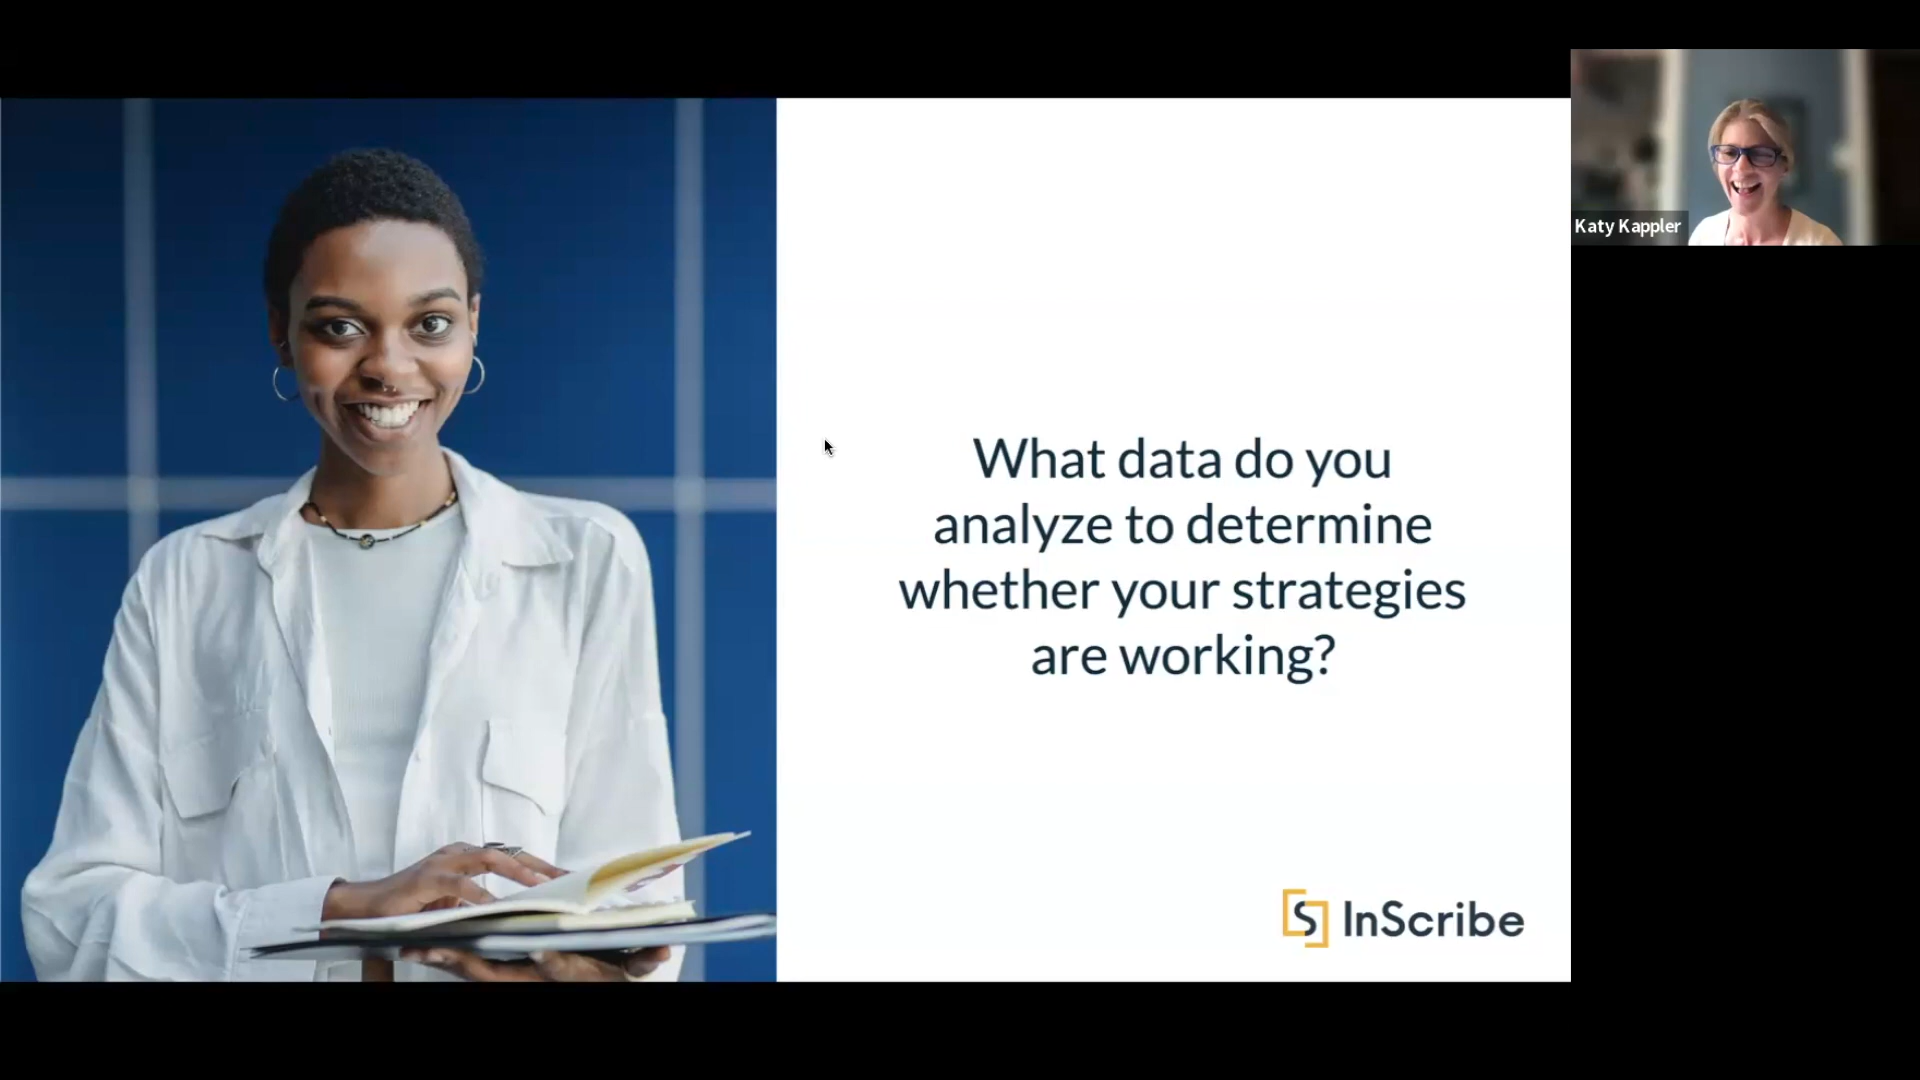 What data do you
analyze to determine
whether your strategies
are working?
InScribe
Katy Kappler